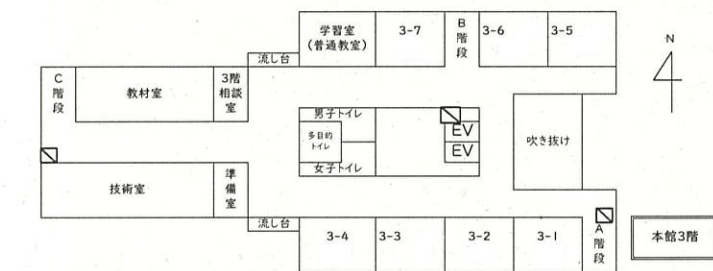 学習室
(普通教室)
3-7
B
階
段
3-6
3-5
N
流し台
C
階
段
教材室
3階
相談
室
男子トイレ
多目的
トイレ
女子トイレ
EV
EV
吹き抜け
技術室
準
備
室
流し台
3-4
3-3
3-2
3-1
A
階
段
本館3階